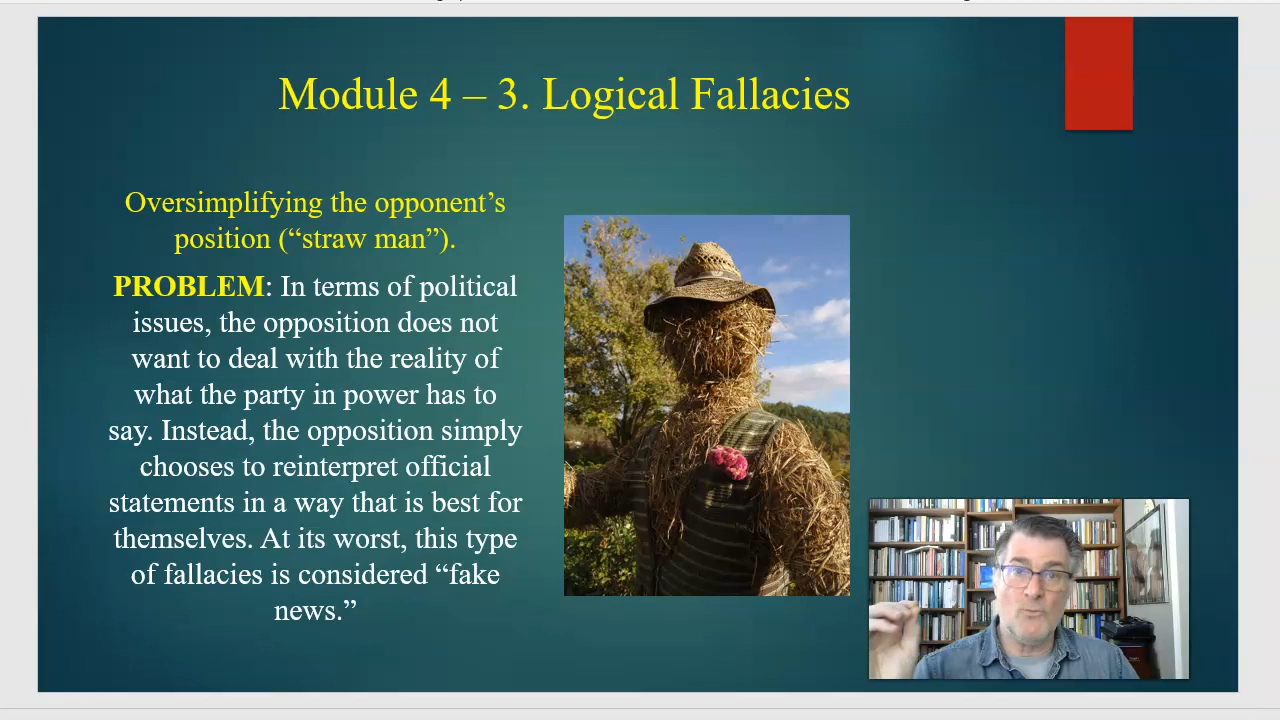 Module 4 – 3. Logical Fallacies
Oversimplifying the opponent’s
position (“straw man”).
PROBLEM: In terms of political
issues, the opposition does not
want to deal with the reality of
what the party in power has to
say. Instead, the opposition simply
chooses to reinterpret official
statements in a way that is best for
themselves. At its worst, this type
of fallacies is considered “fake
news.”